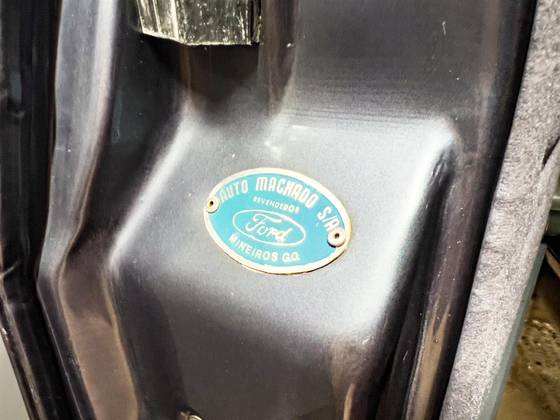 AUTO MACHADO S/A
REVENDEDOR
Ford
MINEIROS GO.